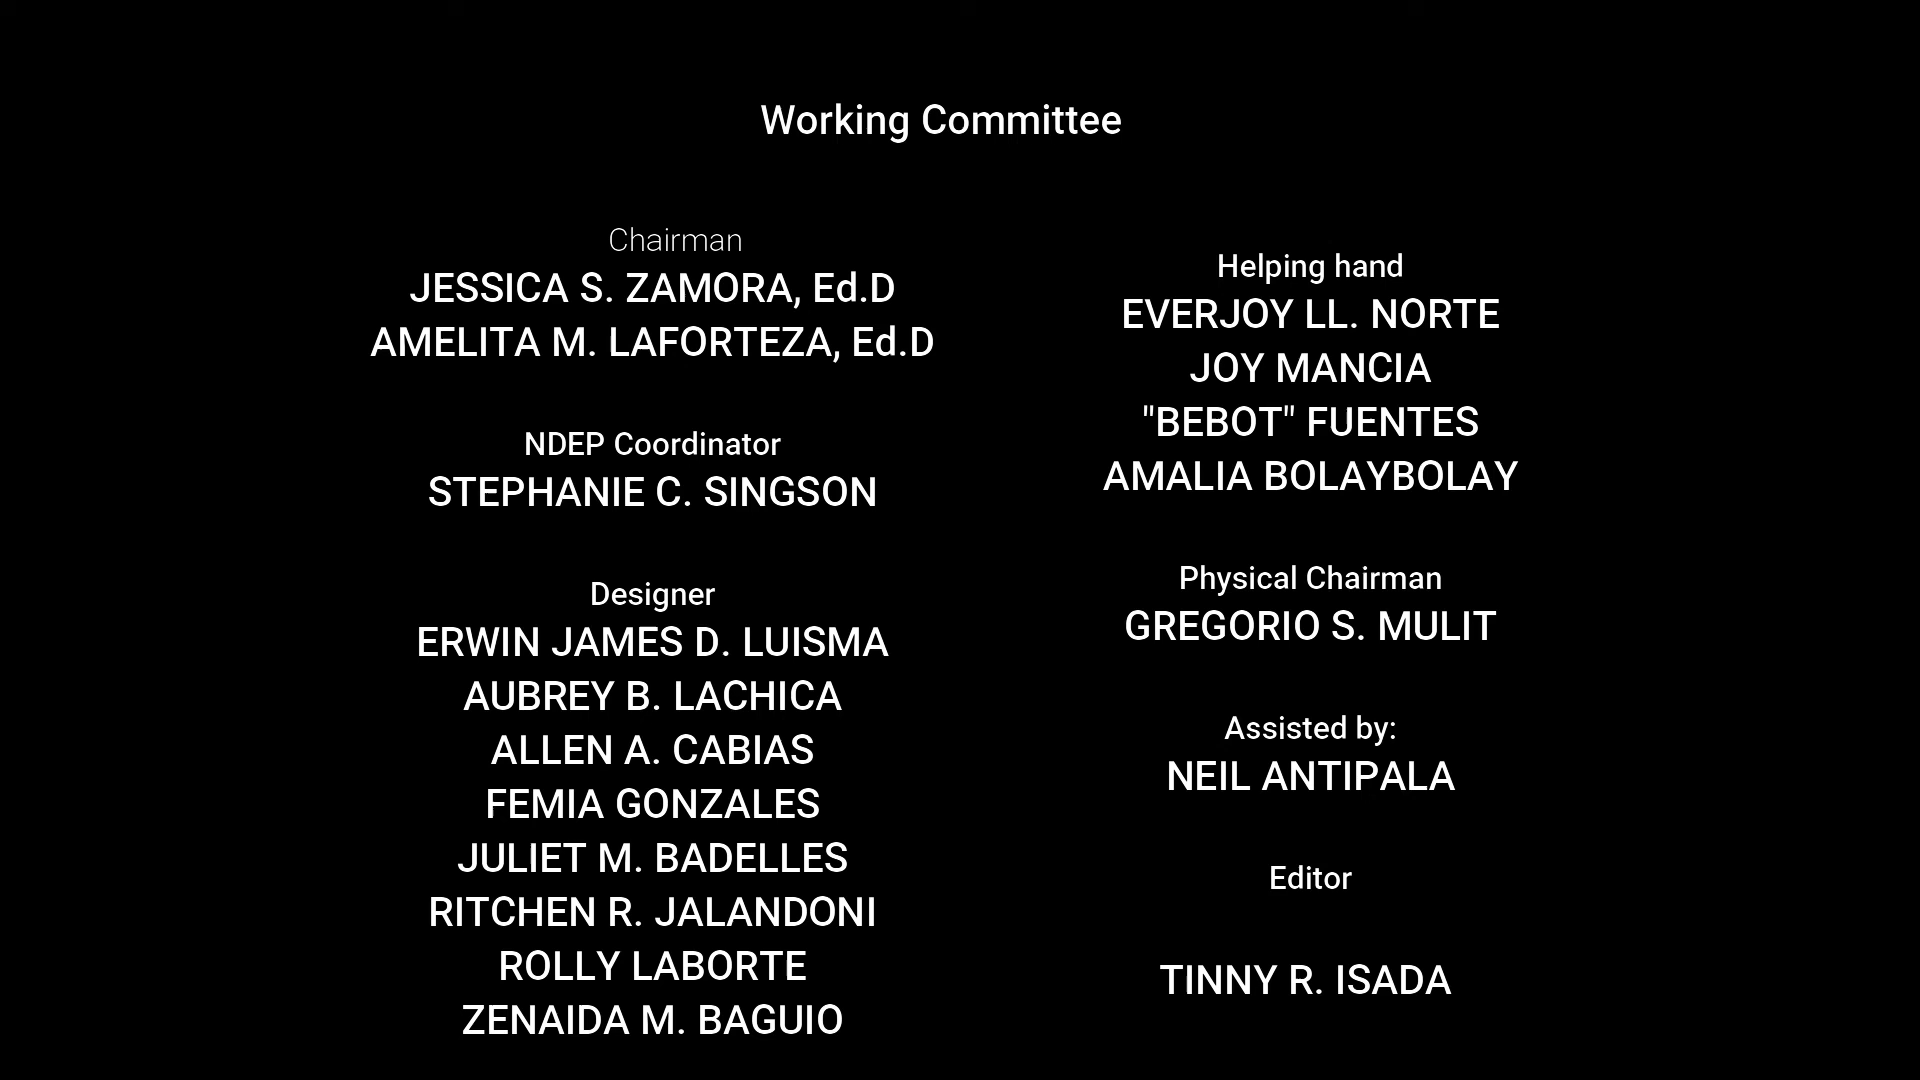 Working Committee
Chairman
JESSICA S. ZAMORA, Ed.D
AMELITA M. LAFORTEZA, Ed.D
NDEP Coordinator
STEPHANIE C. SINGSON
Designer
ERWIN JAMES D. LUISMA
AUBREY B. LACHICA
ALLEN A. CABIAS
FEMIA GONZALES
JULIET M. BADELLES
RITCHEN R. JALANDONI
ROLLY LABORTE
ZENAIDA M. BAGUIO
Helping hand
EVERJOY LL. NORTE
JOY MANCIA
"BEBOT" FUENTES
AMALIA BOLAYBOLAY
Physical Chairman
GREGORIO S. MULIT
Assisted by:
NEIL ANTIPALA
Editor
TINNY R. ISADA